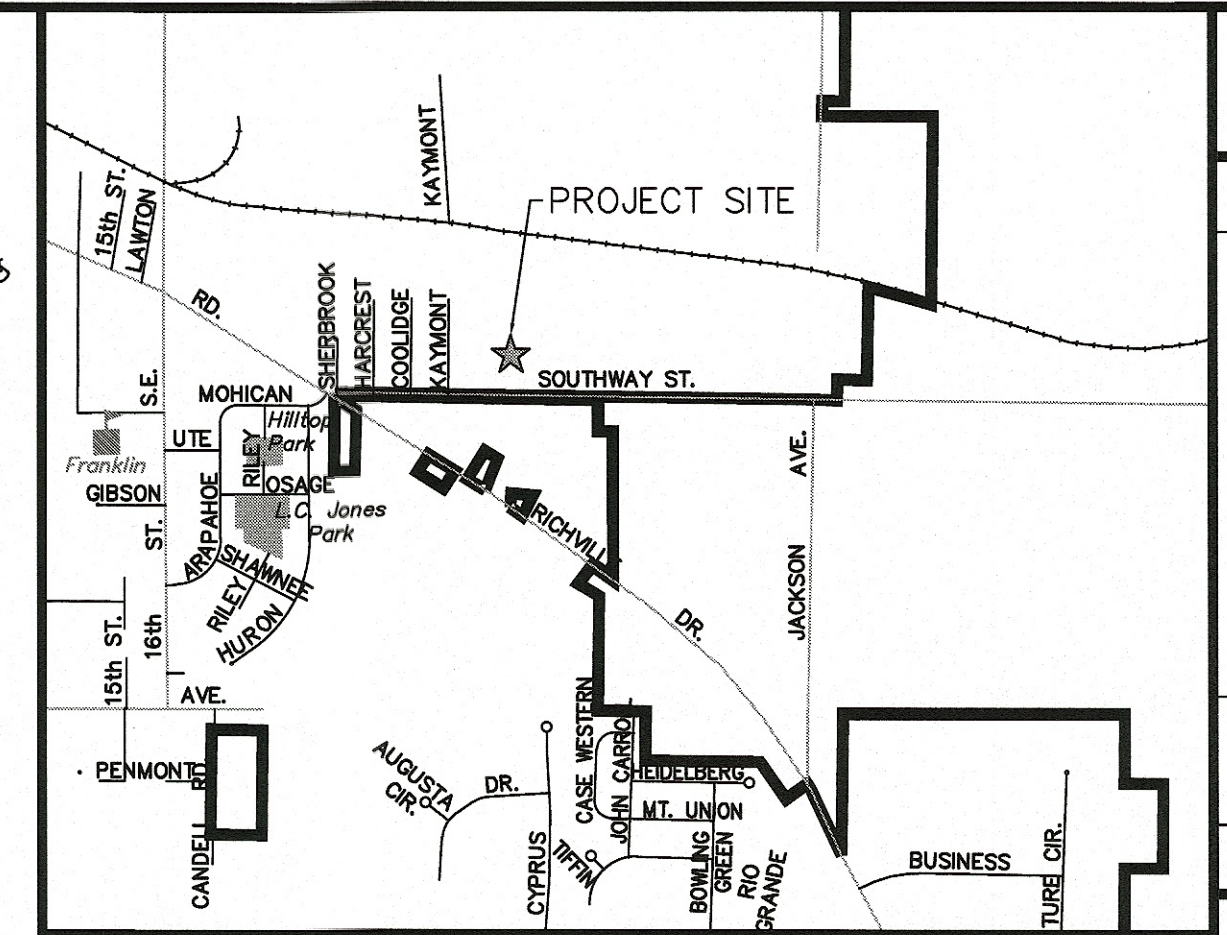 KAYMONT
PROJECT SITE
15th ST.
LAWTON
RD.
SHERBROOK
HARCREST
COOLIDGE
KAYMONT
SOUTHWAY ST.
S.E.
MOHICAN
Hilltop
Park
UTE
RILEY
Franklin
OSAGE
GIBSON
L.C. Jones
Park
ARAPAHOE
ST.
SHAWNEE
RILEY
HURON
RICHVILL
AVE.
JACKSON
DR.
15th ST.
16th
AVE.
PENMONT
CANDELL RD
AUGUSTA
CIR.
DR.
CYPRUS
CASE WESTERN
JOHN CARRO
HEIDELBERG
MT. UNION
TIFFIN
BOWLING
GREEN
RIO
GRANDE
BUSINESS
TURE CIR.